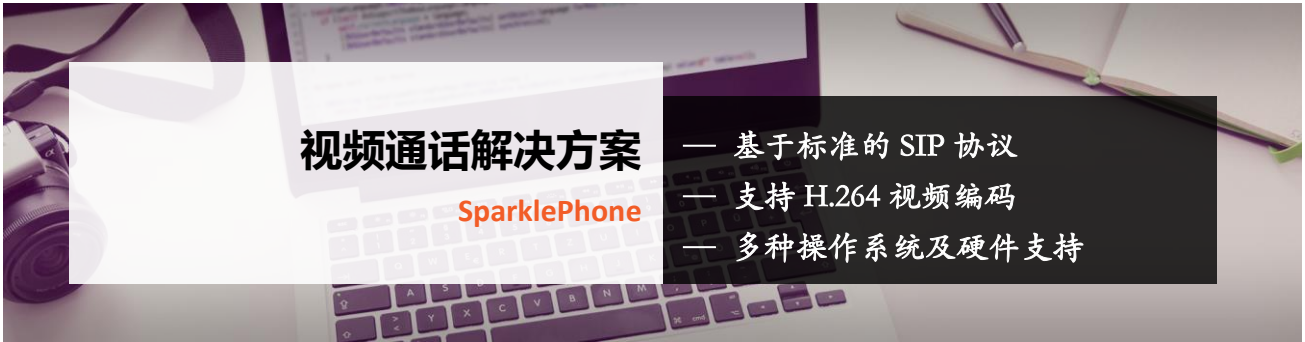 视频通话解决方案
SparklePhone
— 基于标准的 SIP 协议
— 支持 H.264 视频编码
— 多种操作系统及硬件支持